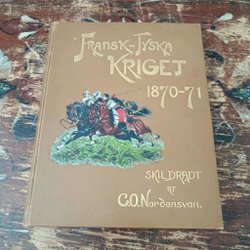 FRANSK-TYSKA
KRIGET
1870-71
SKILDRADT
AF
C.O. Nordensvan.